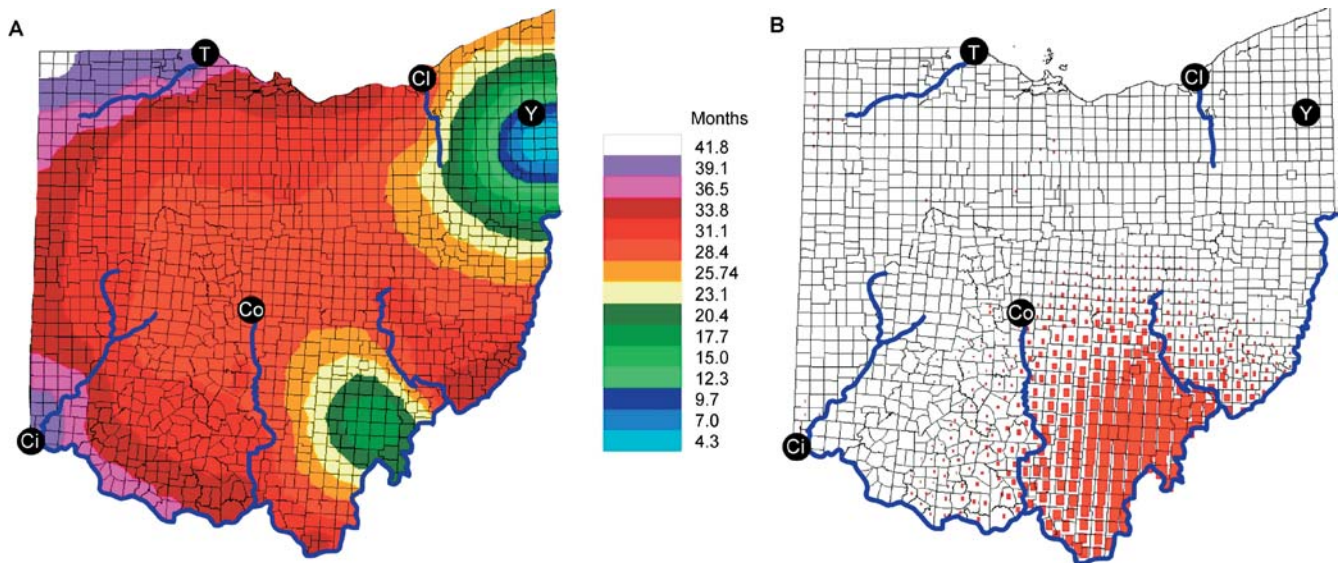 A
B
T
Cl
Y
Co
Ci
Months
41.8
39.1
36.5
33.8
31.1
28.4
25.74
23.1
20.4
17.7
15.0
12.3
9.7
7.0
4.3
T
Cl
Y
Co
Ci